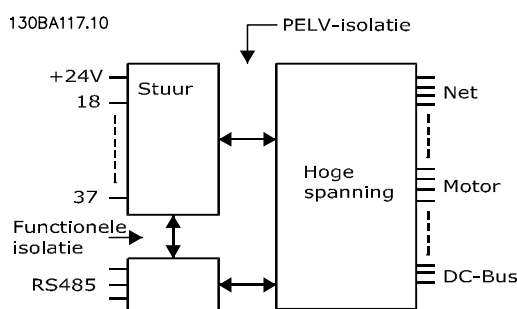 130BA117.10
PELV-isolatie
+24V
Stuur
18
37
Hoge
spanning
Net
Motor
DC-Bus
Functionele
isolatie
RS485